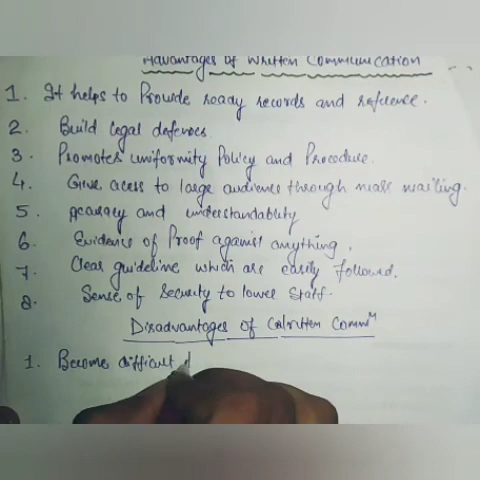 Advantages of Written Communication
1. It helps to Provide ready records and reference.
2. Build legal defences
3. Promotes uniformity Policy and Procedure.
4. Give acess to large audience through mass mailing.
5. Accuracy and understandability
6. Evidence of Proof against anything.
7. Clear guideline which are easily followed.
8. Sense of Security to lower Staff.
Disadvantages of Written Commn
1. Become difficult